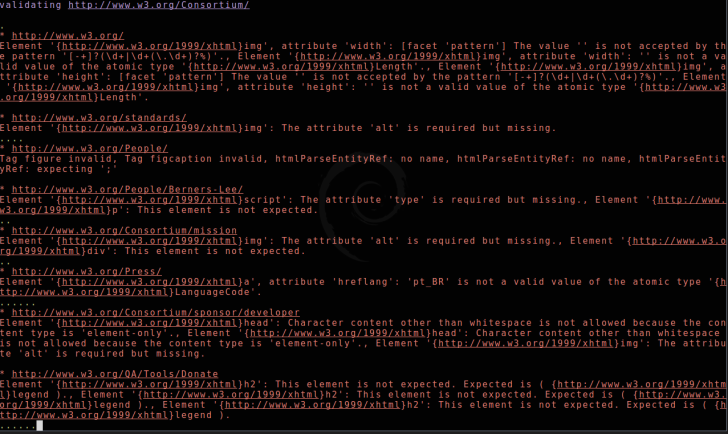 validating http://www.w3.org/Consortium/
.
* http://www.w3.org/
Element '{http://www.w3.org/1999/xhtml}img', attribute 'width': [facet 'pattern'] The value '' is not accepted by th
e pattern '[-+]?(\d+|\d+(\.\d+)?%)'., Element '{http://www.w3.org/1999/xhtml}img', attribute 'width': '' is not a va
lid value of the atomic type '{http://www.w3.org/1999/xhtml}Length'., Element '{http://www.w3.org/1999/xhtml}img', a
ttribute 'height': [facet 'pattern'] The value '' is not accepted by the pattern '[-+]?(\d+|\d+(\.\d+)?%)'., Element
 '{http://www.w3.org/1999/xhtml}img', attribute 'height': '' is not a valid value of the atomic type '{http://www.w3
.org/1999/xhtml}Length'.
* http://www.w3.org/standards/
Element '{http://www.w3.org/1999/xhtml}img': The attribute 'alt' is required but missing.
....
* http://www.w3.org/People/
Tag figure invalid, Tag figcaption invalid, htmlParseEntityRef: no name, htmlParseEntityRef: no name, htmlParseEntit
yRef: expecting ';'
* http://www.w3.org/People/Berners-Lee/
Element '{http://www.w3.org/1999/xhtml}script': The attribute 'type' is required but missing., Element '{http://www.
w3.org/1999/xhtml}p': This element is not expected.
..
* http://www.w3.org/Consortium/mission
Element '{http://www.w3.org/1999/xhtml}img': The attribute 'alt' is required but missing., Element '{http://www.w3.o
rg/1999/xhtml}div': This element is not expected.
..
* http://www.w3.org/Press/
Element '{http://www.w3.org/1999/xhtml}a', attribute 'hreflang': 'pt_BR' is not a valid value of the atomic type '{h
ttp://www.w3.org/1999/xhtml}LanguageCode'.
......
* http://www.w3.org/Consortium/sponsor/developer
Element '{http://www.w3.org/1999/xhtml}head': Character content other than whitespace is not allowed because the con
tent type is 'element-only'., Element '{http://www.w3.org/1999/xhtml}head': Character content other than whitespace
is not allowed because the content type is 'element-only'., Element '{http://www.w3.org/1999/xhtml}img': The attribu
te 'alt' is required but missing.
* http://www.w3.org/QA/Tools/Donate
Element '{http://www.w3.org/1999/xhtml}h2': This element is not expected. Expected is ( {http://www.w3.org/1999/xhtm
l}legend )., Element '{http://www.w3.org/1999/xhtml}h2': This element is not expected. Expected is ( {http://www.w3.
org/1999/xhtml}legend )., Element '{http://www.w3.org/1999/xhtml}h2': This element is not expected. Expected is ( {h
ttp://www.w3.org/1999/xhtml}legend ).
......